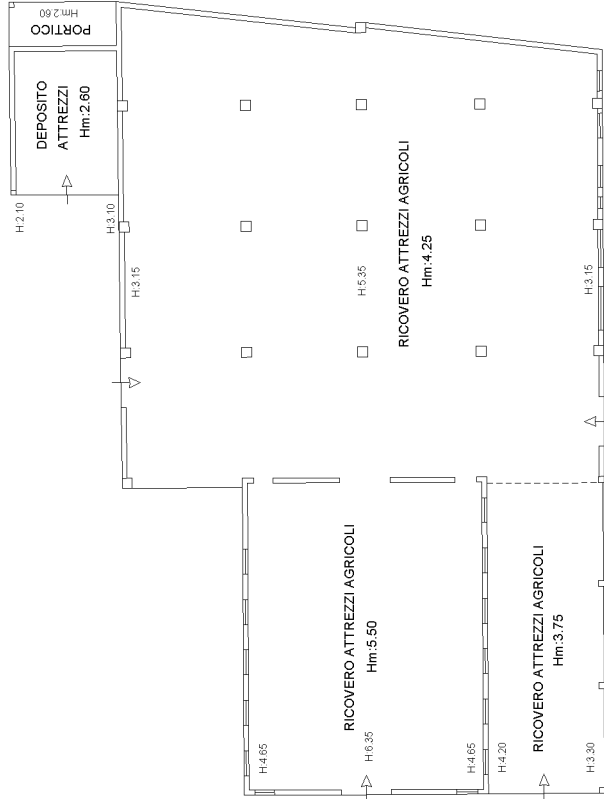 PORTICO
Hm:2.60
DEPOSITO
ATTREZZI
Hm:2.60
H:2.10
H:3.10
H:3.15
H:5.35
RICOVERO ATTREZZI AGRICOLI
Hm:4.25
H:3.15
RICOVERO ATTREZZI AGRICOLI
Hm:5.50
H:4.65
H:6.35
H:4.65
RICOVERO ATTREZZI AGRICOLI
Hm:3.75
H:4.20
H:3.30